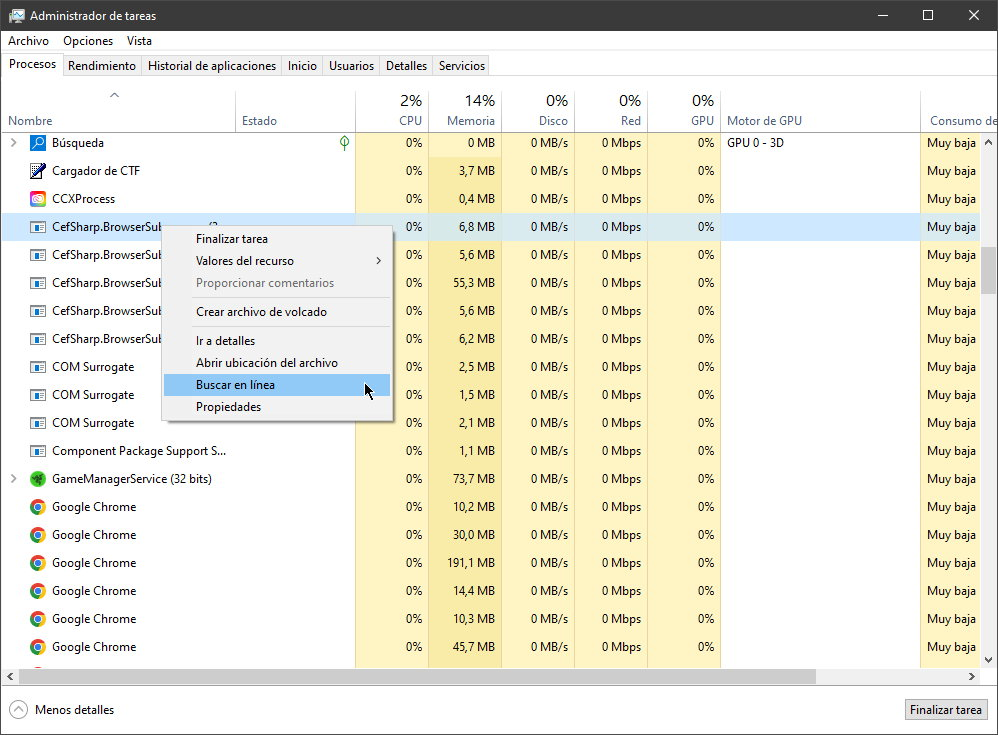 Administrador de tareas
Archivo Opciones Vista
Procesos Rendimiento Historial de aplicaciones Inicio Usuarios Detalles Servicios
2% 14% 0% 0% 0%
Nombre Estado CPU Memoria Disco Red GPU Motor de GPU Consumo de
Búsqueda 0% 0 MB 0 MB/s 0 Mbps 0% GPU 0 - 3D Muy baja
Cargador de CTF 0% 3,7 MB 0 MB/s 0 Mbps 0% Muy baja
CCXProcess 0% 0,4 MB 0 MB/s 0 Mbps 0% Muy baja
CefSharp.BrowserSub 0% 6,8 MB 0 MB/s 0 Mbps 0% Muy baja
Finalizar tarea
CefSharp.BrowserSub 0% 5,6 MB 0 MB/s 0 Mbps 0% Muy baja
Valores del recurso
CefSharp.BrowserSub 0% 55,3 MB 0 MB/s 0 Mbps 0% Muy baja
Proporcionar comentarios
CefSharp.BrowserSub 0% 5,6 MB 0 MB/s 0 Mbps 0% Muy baja
Crear archivo de volcado
CefSharp.BrowserSub 0% 6,2 MB 0 MB/s 0 Mbps 0% Muy baja
Ir a detalles
COM Surrogate 0% 2,5 MB 0 MB/s 0 Mbps 0% Muy baja
Abrir ubicación del archivo
Buscar en línea
COM Surrogate 0% 1,5 MB 0 MB/s 0 Mbps 0% Muy baja
Propiedades
COM Surrogate 0% 2,1 MB 0 MB/s 0 Mbps 0% Muy baja
Component Package Support S... 0% 1,1 MB 0 MB/s 0 Mbps 0% Muy baja
GameManagerService (32 bits) 0% 73,7 MB 0 MB/s 0 Mbps 0% Muy baja
Google Chrome 0% 10,2 MB 0 MB/s 0 Mbps 0% Muy baja
Google Chrome 0% 30,0 MB 0 MB/s 0 Mbps 0% Muy baja
Google Chrome 0% 191,1 MB 0 MB/s 0 Mbps 0% Muy baja
Google Chrome 0% 14,4 MB 0 MB/s 0 Mbps 0% Muy baja
Google Chrome 0% 10,3 MB 0 MB/s 0 Mbps 0% Muy baja
Google Chrome 0% 45,7 MB 0 MB/s 0 Mbps 0% Muy baja
Menos detalles Finalizar tarea